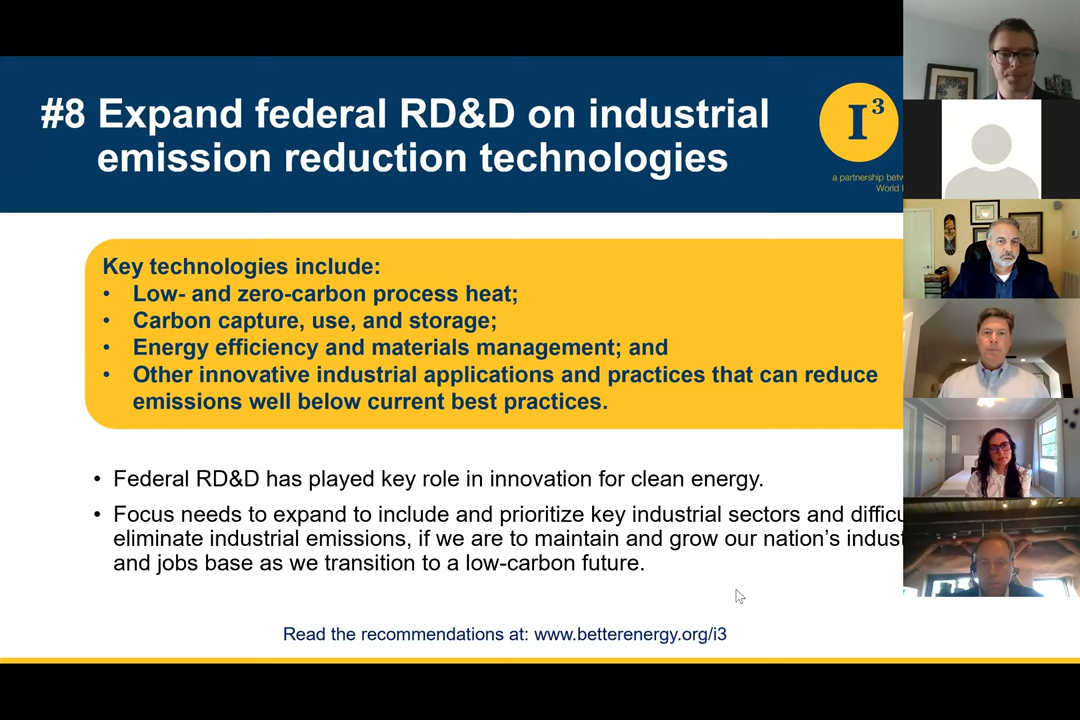 #8 Expand federal RD&D on industrial
emission reduction technologies
I³
a partnership
World
Key technologies include:
• Low- and zero-carbon process heat;
• Carbon capture, use, and storage;
• Energy efficiency and materials management; and
• Other innovative industrial applications and practices that can reduce
emissions well below current best practices.
• Federal RD&D has played key role in innovation for clean energy.
• Focus needs to expand to include and prioritize key industrial sectors and
eliminate industrial emissions, if we are to maintain and grow our nation’s
and jobs base as we transition to a low-carbon future.
Read the recommendations at: www.betterenergy.org/i3